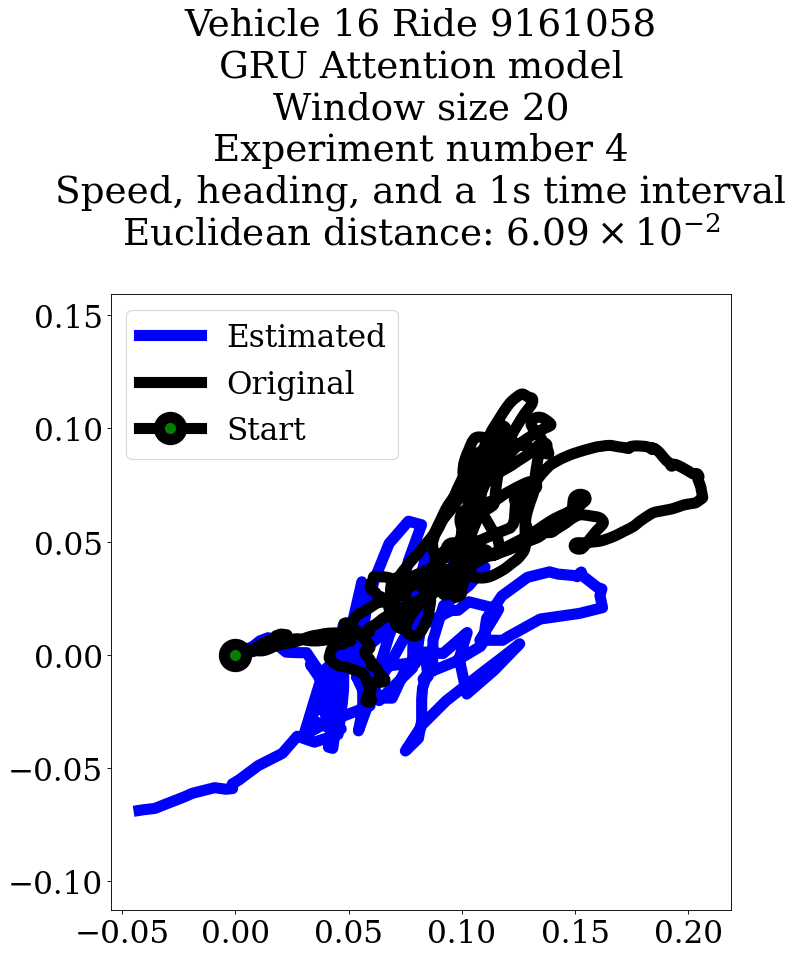 Vehicle 16 Ride 9161058
GRU Attention model
Window size 20
Experiment number 4
Speed, heading, and a 1s time interval
Euclidean distance: 6.09 × 10⁻²
0.15
0.10
0.05
0.00
−0.05
−0.10
Estimated
Original
Start
−0.05 0.00 0.05 0.10 0.15 0.20